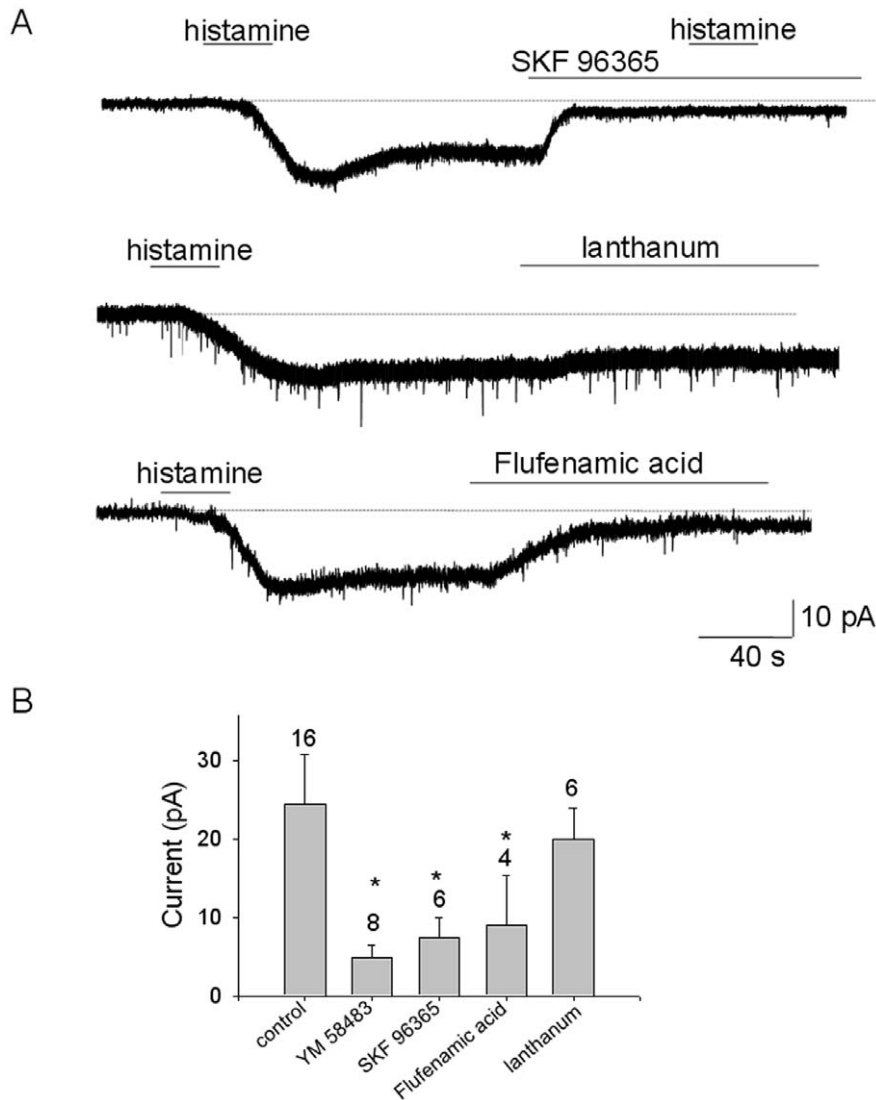 A
histamine histamine
SKF 96365
histamine lanthanum
histamine Flufenamic acid
10 pA
40 s
B
Current (pA)
30
20
10
0
16
8
6
4
6
*
*
*
control
YM 58483
SKF 96365
Flufenamic acid
lanthanum